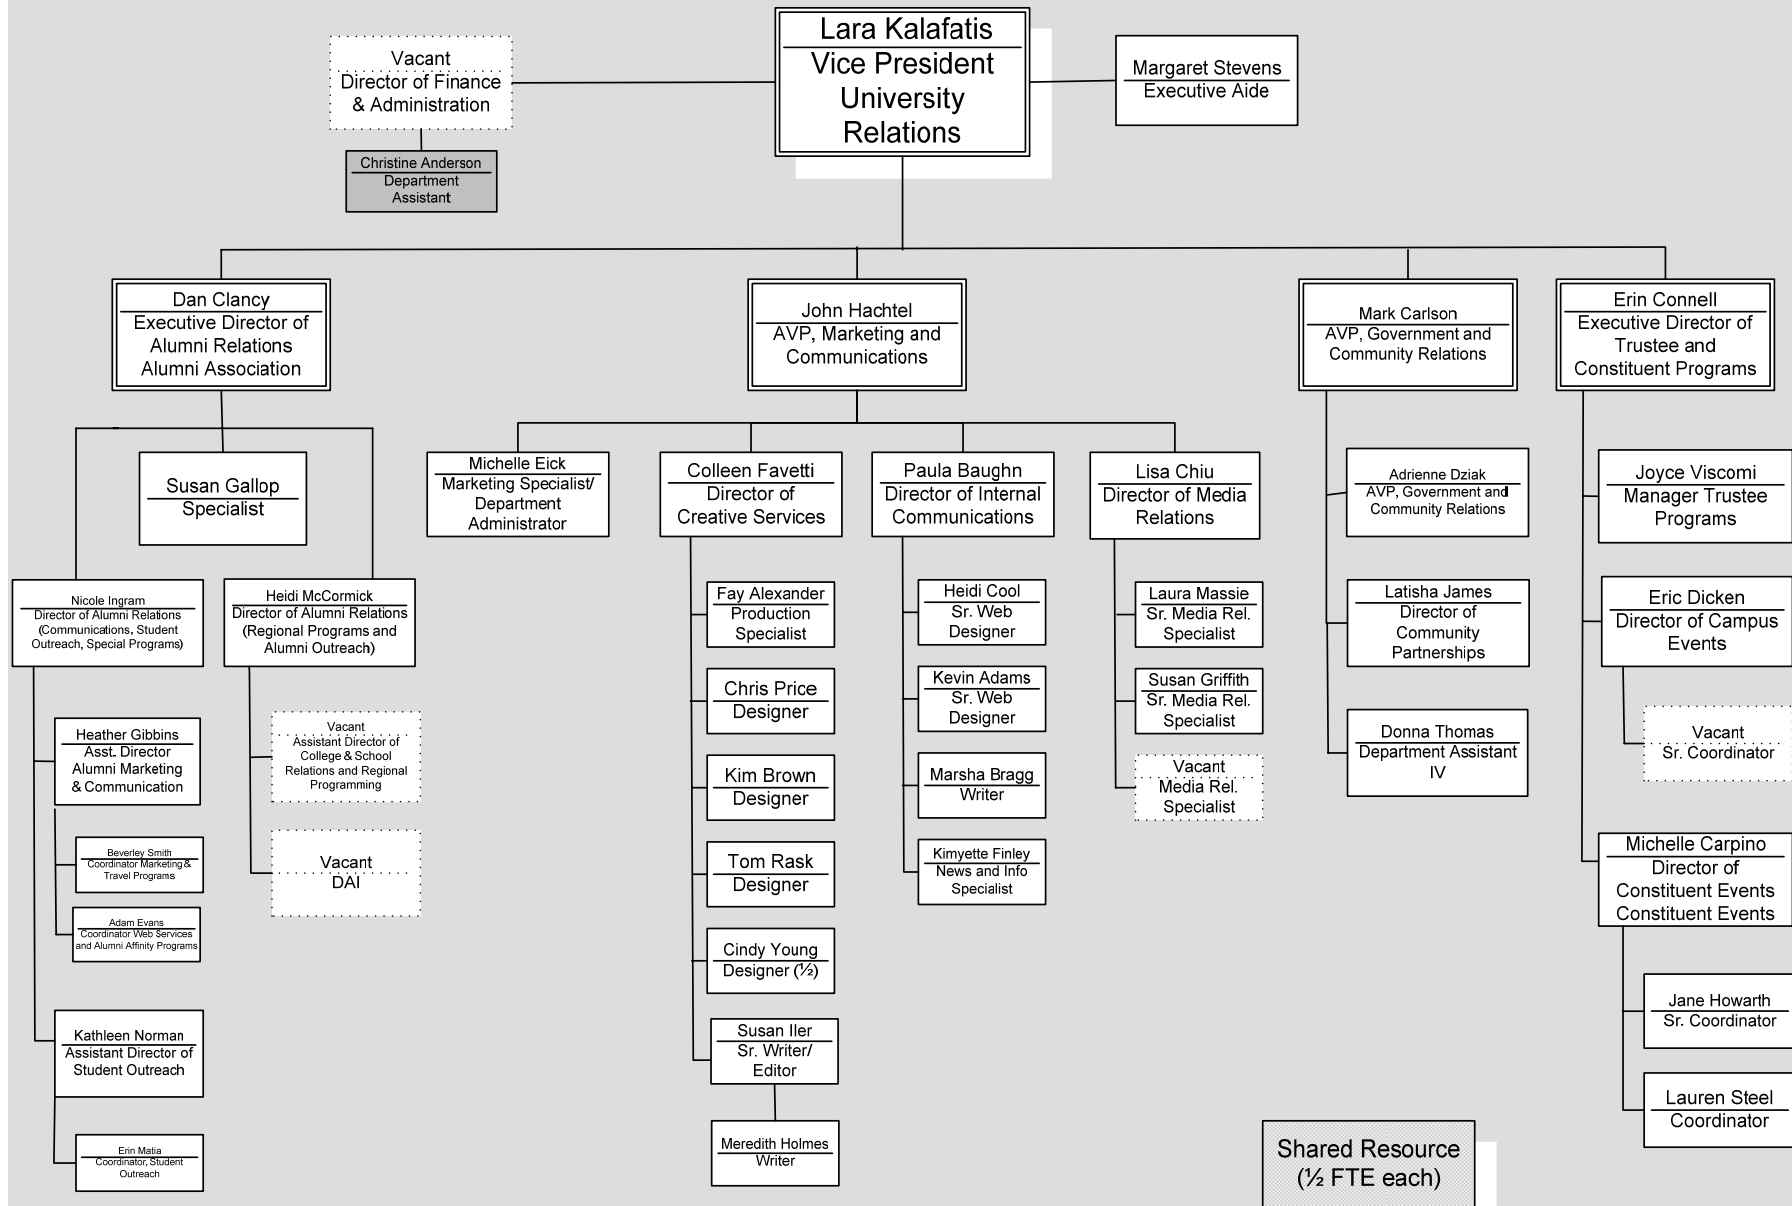 Lara Kalafatis
Vice President
University
Relations
Vacant
Director of Finance
& Administration
Margaret Stevens
Executive Aide
Christine Anderson
Department
Assistant
Dan Clancy
Executive Director of
Alumni Relations
Alumni Association
John Hachtel
AVP, Marketing and
Communications
Mark Carlson
AVP, Government and
Community Relations
Erin Connell
Executive Director of
Trustee and
Constituent Programs
Susan Gallop
Specialist
Nicole Ingram
Director of Alumni Relations
(Communications, Student
Outreach, Special Programs)
Heidi McCormick
Director of Alumni Relations
(Regional Programs and
Alumni Outreach)
Heather Gibbins
Asst. Director
Alumni Marketing
& Communication
Beverley Smith
Coordinator Marketing &
Travel Programs
Adam Evans
Coordinator Web Services
and Alumni Affinity Programs
Kathleen Norman
Assistant Director of
Student Outreach
Erin Matia
Coordinator, Student
Outreach
Vacant
Assistant Director of
College & School
Relations and Regional
Programming
Vacant
DAI
Michelle Eick
Marketing Specialist/
Department
Administrator
Colleen Favetti
Director of
Creative Services
Fay Alexander
Production
Specialist
Chris Price
Designer
Kim Brown
Designer
Tom Rask
Designer
Cindy Young
Designer (½)
Susan Iler
Sr. Writer/
Editor
Meredith Holmes
Writer
Paula Baughn
Director of Internal
Communications
Heidi Cool
Sr. Web
Designer
Kevin Adams
Sr. Web
Designer
Marsha Bragg
Writer
Kimyette Finley
News and Info
Specialist
Lisa Chiu
Director of Media
Relations
Laura Massie
Sr. Media Rel.
Specialist
Susan Griffith
Sr. Media Rel.
Specialist
Vacant
Media Rel.
Specialist
Adrienne Dziak
AVP, Government and
Community Relations
Latisha James
Director of
Community
Partnerships
Donna Thomas
Department Assistant
IV
Joyce Viscomi
Manager Trustee
Programs
Eric Dicken
Director of Campus
Events
Vacant
Sr. Coordinator
Michelle Carpino
Director of
Constituent Events
Constituent Events
Jane Howarth
Sr. Coordinator
Lauren Steel
Coordinator
Shared Resource
(½ FTE each)